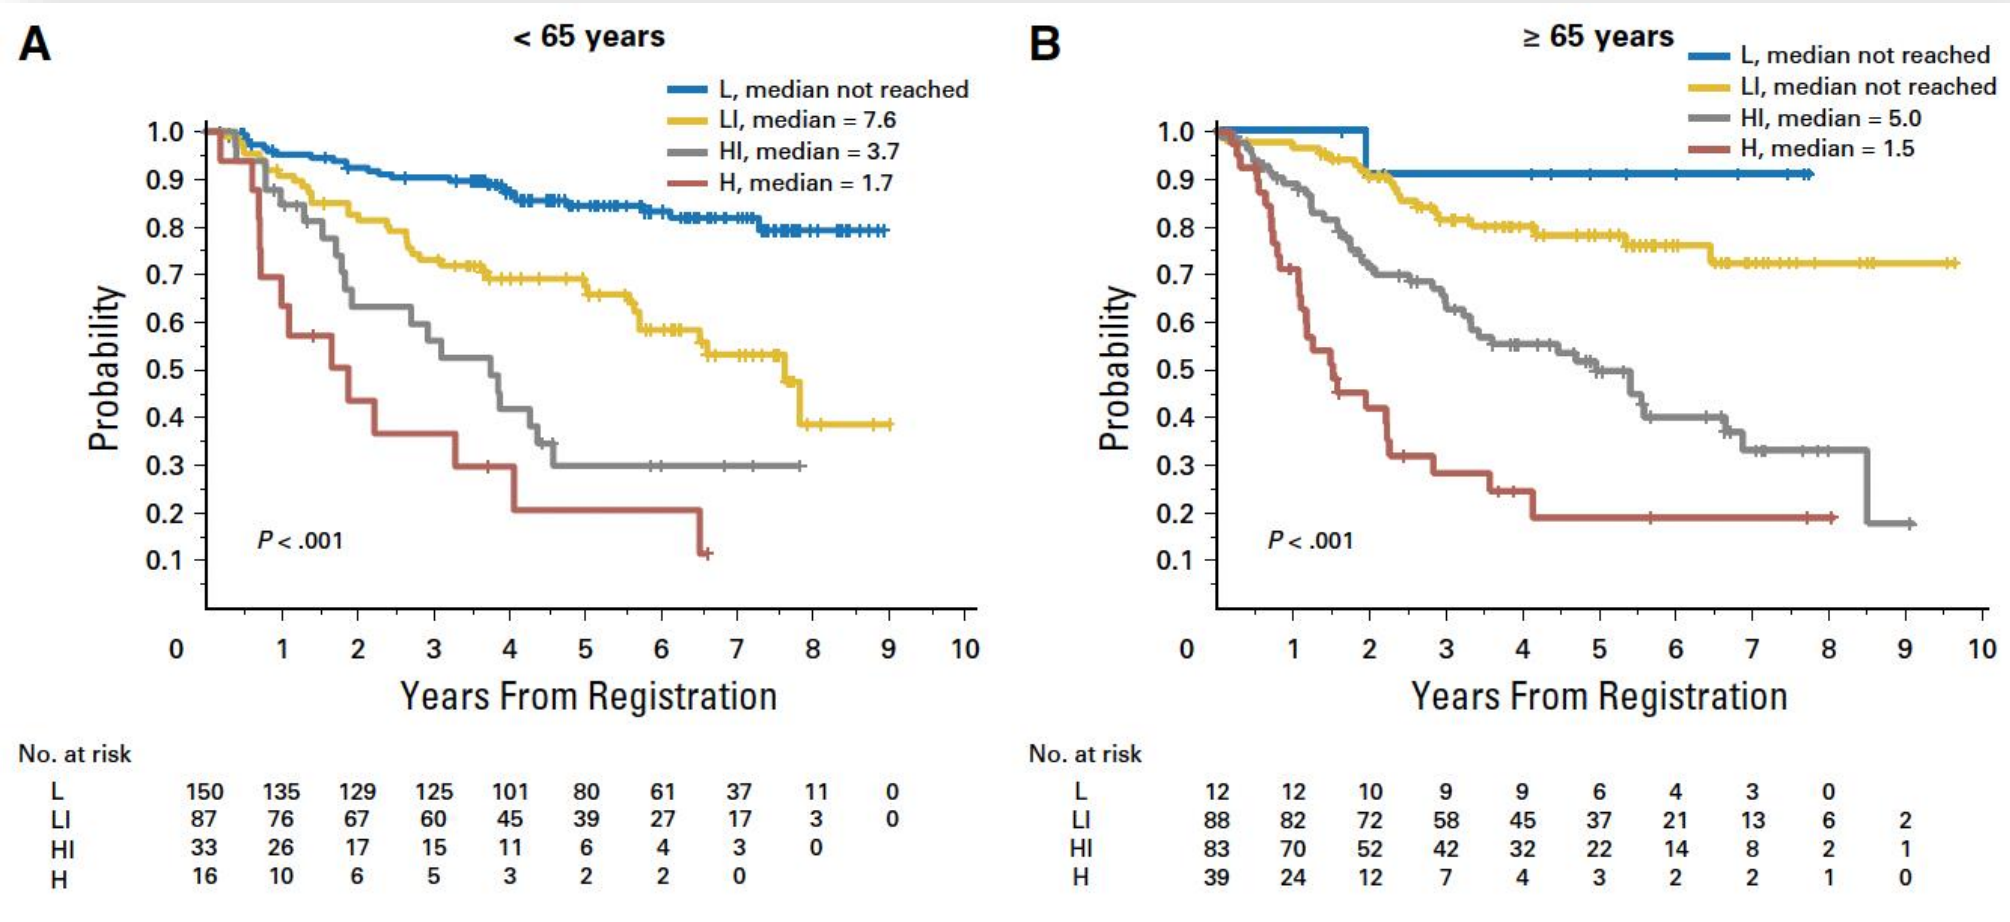 A
< 65 years
L, median not reached
LI, median = 7.6
HI, median = 3.7
H, median = 1.7
1.0
0.9
0.8
0.7
0.6
0.5
0.4
0.3
0.2
0.1
Probability
P < .001
0 1 2 3 4 5 6 7 8 9 10
Years From Registration
No. at risk
L 150 135 129 125 101 80 61 37 11 0
LI 87 76 67 60 45 39 27 17 3 0
HI 33 26 17 15 11 6 4 3 0
H 16 10 6 5 3 2 2 0
B
≥ 65 years
L, median not reached
LI, median not reached
HI, median = 5.0
H, median = 1.5
1.0
0.9
0.8
0.7
0.6
0.5
0.4
0.3
0.2
0.1
Probability
P < .001
0 1 2 3 4 5 6 7 8 9 10
Years From Registration
No. at risk
L 12 12 10 9 9 6 4 3 0
LI 88 82 72 58 45 37 21 13 6 2
HI 83 70 52 42 32 22 14 8 2 1
H 39 24 12 7 4 3 2 2 1 0